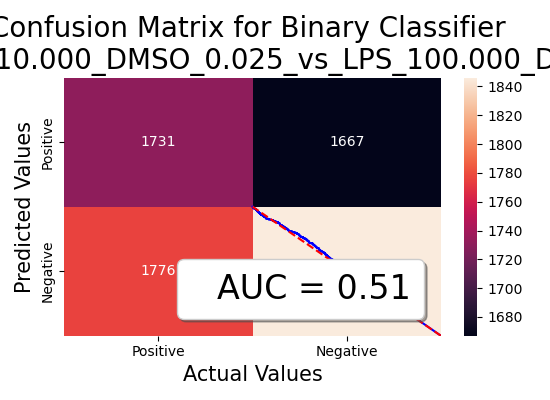 Confusion Matrix for Binary Classifier
10.000_DMSO_0.025_vs_LPS_100.000_D
Predicted Values
Positive
Negative
1731
1667
1776
AUC = 0.51
Positive
Negative
Actual Values
1840
1820
1800
1780
1760
1740
1720
1700
1680